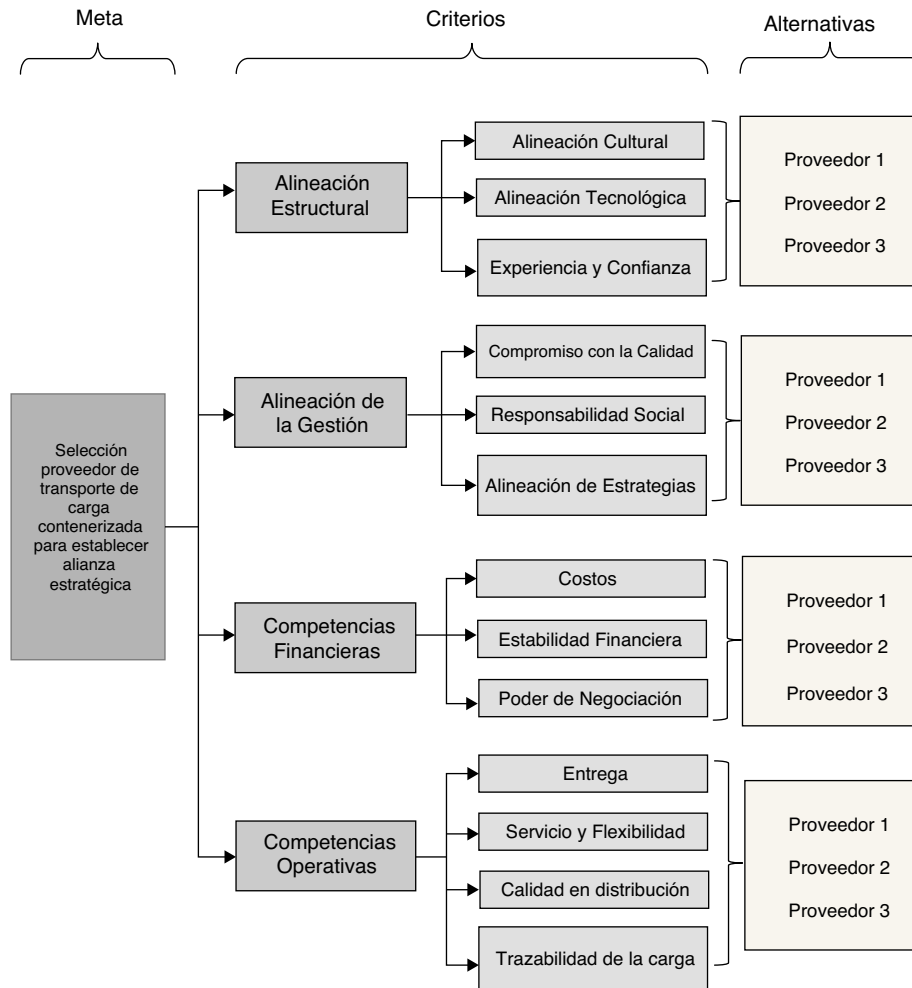 Meta
Criterios
Alternativas
Selección
proveedor de
transporte de
carga
contenerizada
para establecer
alianza
estratégica
Alineación
Estructural
Alineación Cultural
Alineación Tecnológica
Experiencia y Confianza
Proveedor 1
Proveedor 2
Proveedor 3
Alineación de
la Gestión
Compromiso con la Calidad
Responsabilidad Social
Alineación de Estrategias
Proveedor 1
Proveedor 2
Proveedor 3
Competencias
Financieras
Costos
Estabilidad Financiera
Poder de Negociación
Proveedor 1
Proveedor 2
Proveedor 3
Competencias
Operativas
Entrega
Servicio y Flexibilidad
Calidad en distribución
Trazabilidad de la carga
Proveedor 1
Proveedor 2
Proveedor 3